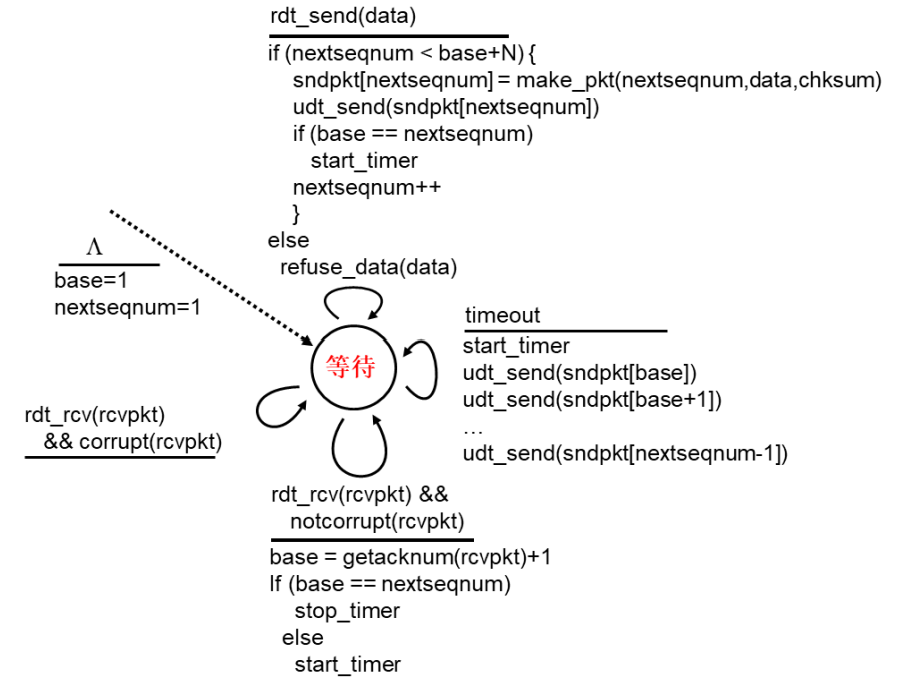 rdt_send(data)
if (nextseqnum < base+N) {
sndpkt[nextseqnum] = make_pkt(nextseqnum,data,chksum)
udt_send(sndpkt[nextseqnum])
if (base == nextseqnum)
start_timer
nextseqnum++
}
else
refuse_data(data)
Λ
base=1
nextseqnum=1
等待
timeout
start_timer
udt_send(sndpkt[base])
udt_send(sndpkt[base+1])
…
udt_send(sndpkt[nextseqnum-1])
rdt_rcv(rcvpkt)
&& corrupt(rcvpkt)
rdt_rcv(rcvpkt) &&
notcorrupt(rcvpkt)
base = getacknum(rcvpkt)+1
If (base == nextseqnum)
stop_timer
else
start_timer